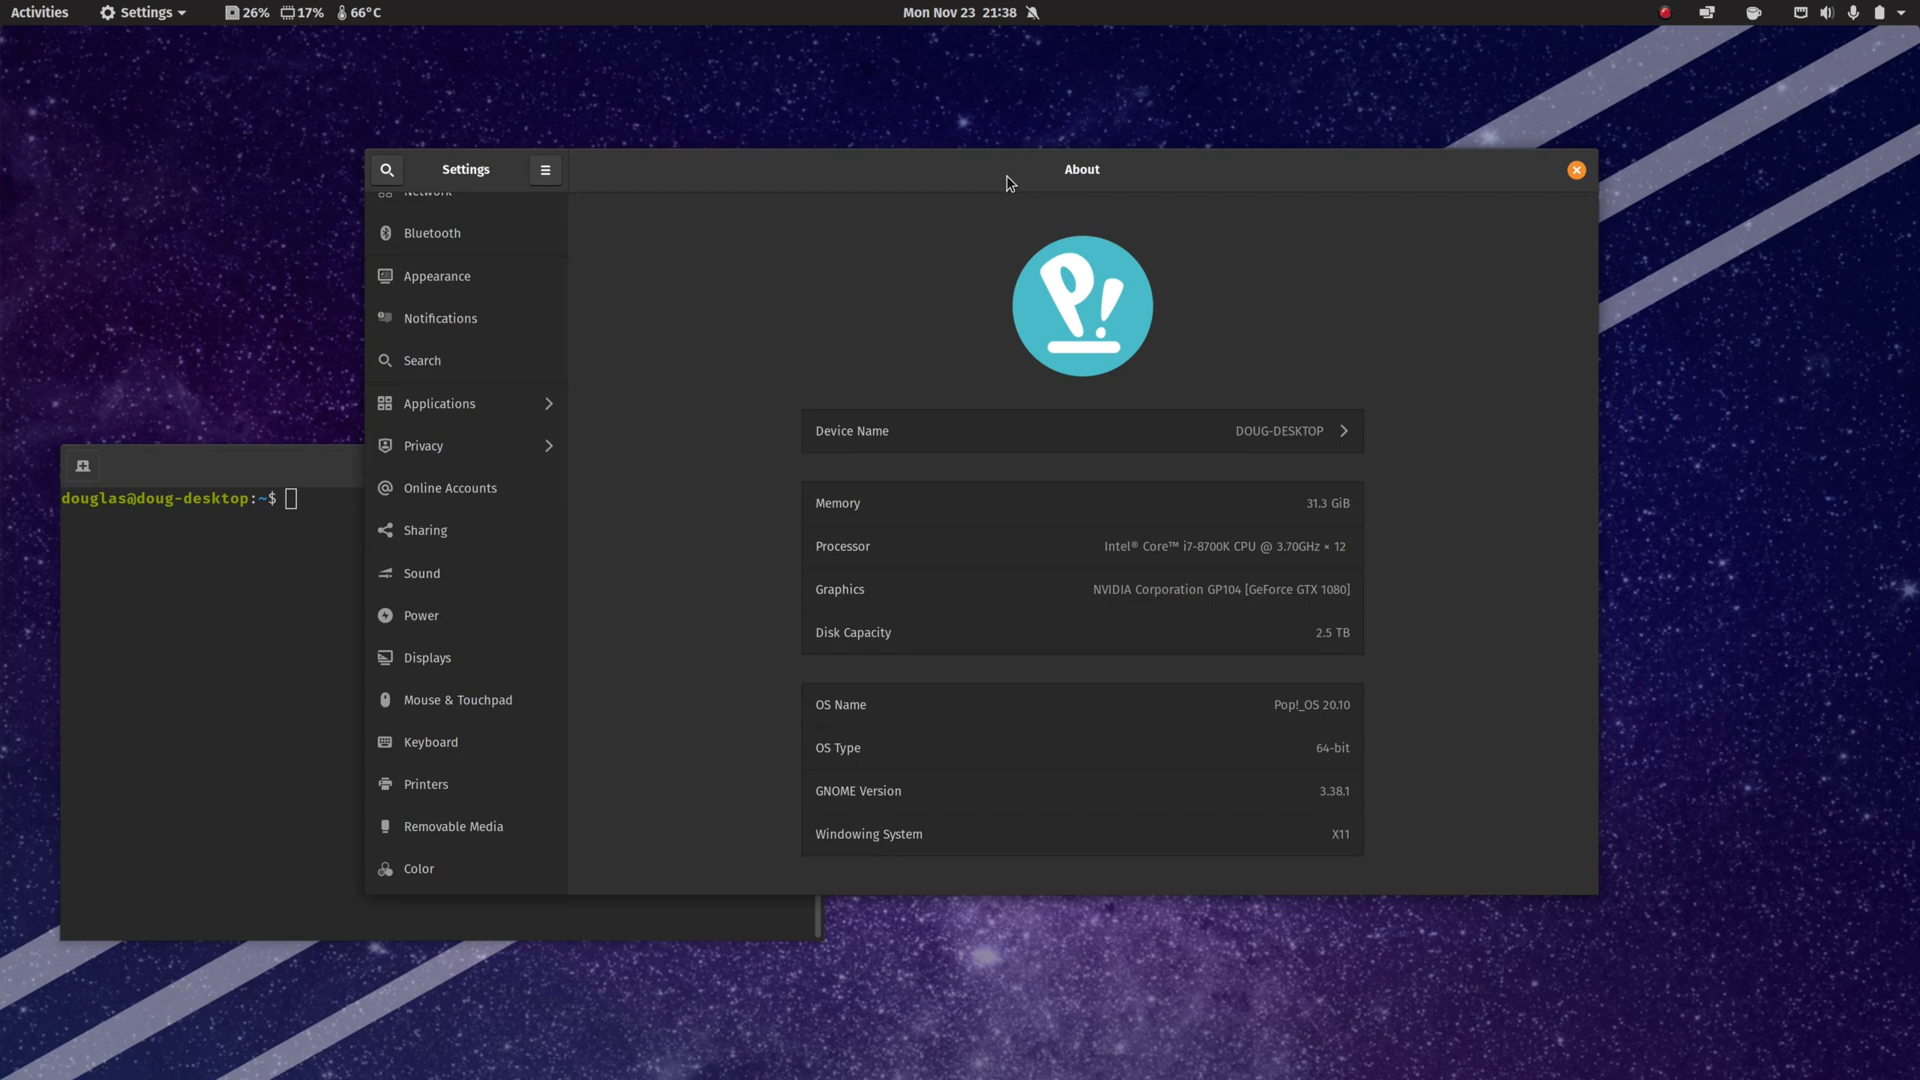 Activities
Settings
26%
17%
66°C
Mon Nov 23 21:38
Settings
About
Network
Bluetooth
Appearance
Notifications
Search
Applications
Privacy
Online Accounts
Sharing
Sound
Power
Displays
Mouse & Touchpad
Keyboard
Printers
Removable Media
Color
P!
Device Name DOUG-DESKTOP
Memory 31.3 GiB
Processor Intel® Core™ i7-8700K CPU @ 3.70GHz × 12
Graphics NVIDIA Corporation GP104 [GeForce GTX 1080]
Disk Capacity 2.5 TB
OS Name Pop!_OS 20.10
OS Type 64-bit
GNOME Version 3.38.1
Windowing System X11
douglas@doug-desktop:~$